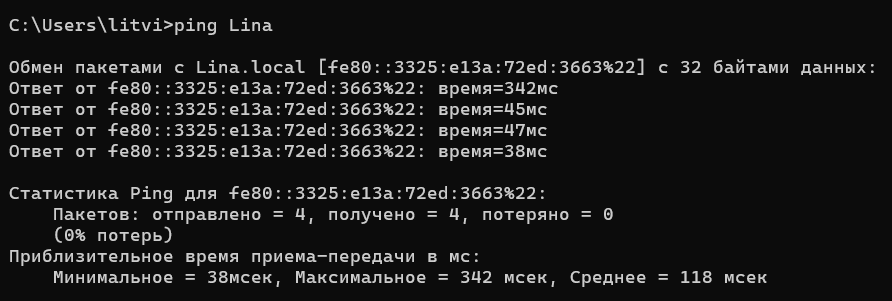 C:\Users\litvi>ping Lina
Обмен пакетами с Lina.local [fe80::3325:e13a:72ed:3663%22] с 32 байтами данных:
Ответ от fe80::3325:e13a:72ed:3663%22: время=342мс
Ответ от fe80::3325:e13a:72ed:3663%22: время=45мс
Ответ от fe80::3325:e13a:72ed:3663%22: время=47мс
Ответ от fe80::3325:e13a:72ed:3663%22: время=38мс
Статистика Ping для fe80::3325:e13a:72ed:3663%22:
Пакетов: отправлено = 4, получено = 4, потеряно = 0
(0% потерь)
Приблизительное время приема-передачи в мс:
Минимальное = 38мсек, Максимальное = 342 мсек, Среднее = 118 мсек